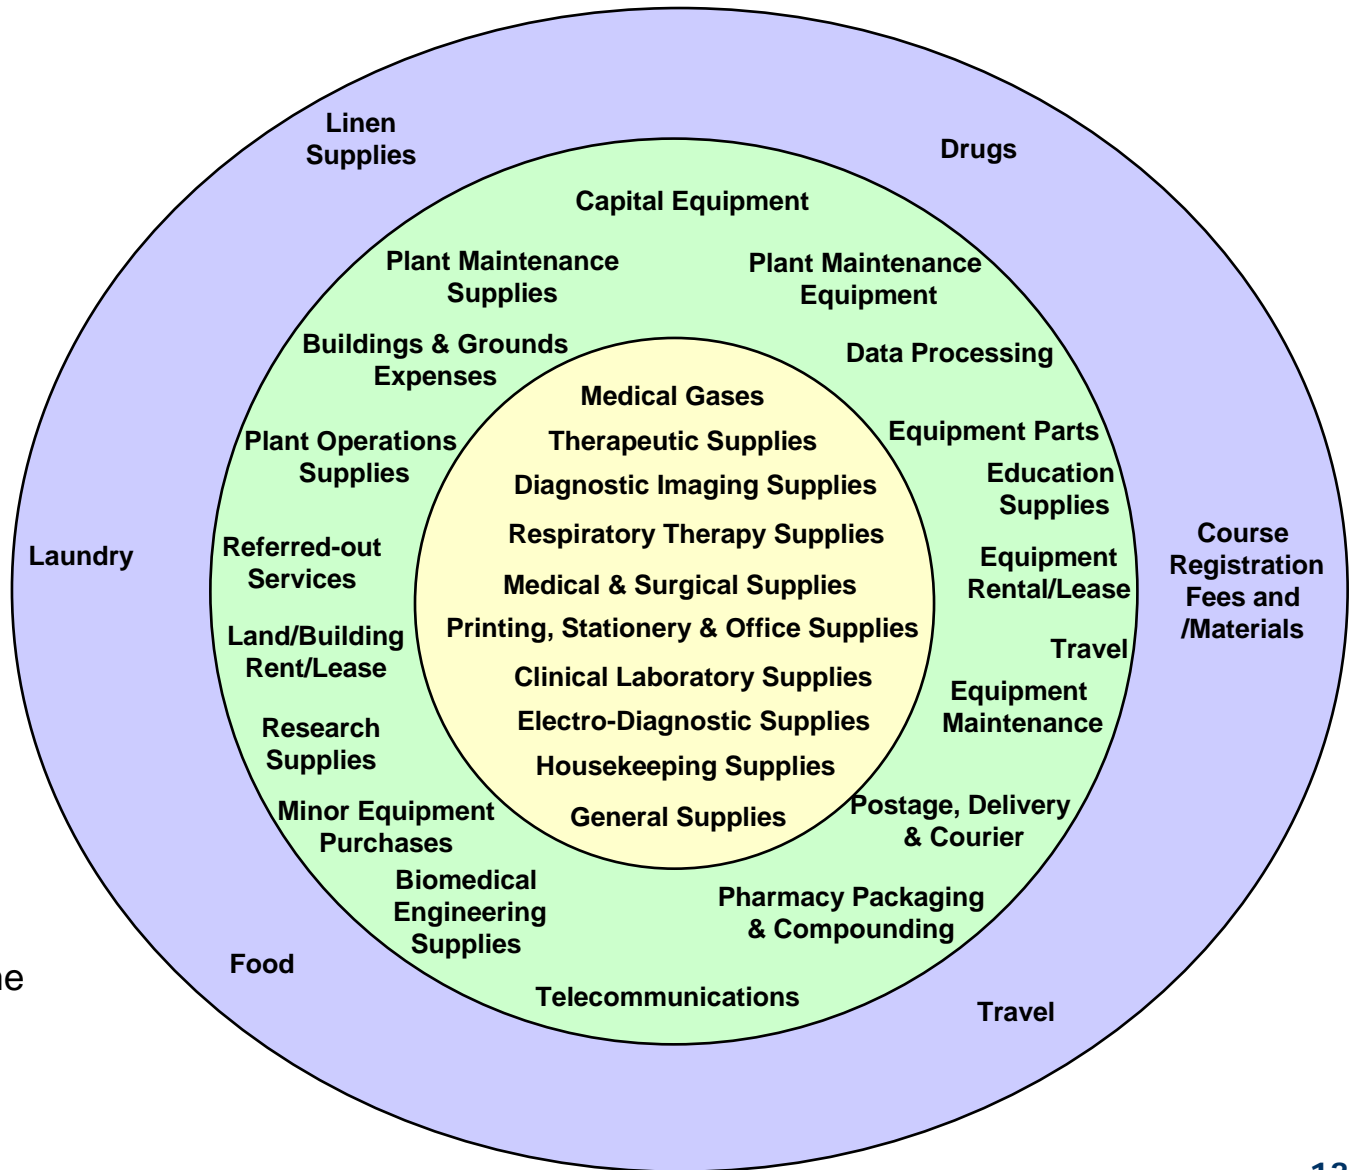 Linen
Supplies
Drugs
Capital Equipment
Plant Maintenance
Supplies
Plant Maintenance
Equipment
Buildings & Grounds
Expenses
Data Processing
Medical Gases
Therapeutic Supplies
Diagnostic Imaging Supplies
Respiratory Therapy Supplies
Medical & Surgical Supplies
Printing, Stationery & Office Supplies
Clinical Laboratory Supplies
Electro-Diagnostic Supplies
Housekeeping Supplies
General Supplies
Plant Operations
Supplies
Equipment Parts
Education
Supplies
Laundry
Referred-out
Services
Equipment
Rental/Lease
Course
Registration
Fees and
/Materials
Land/Building
Rent/Lease
Travel
Equipment
Maintenance
Research
Supplies
Minor Equipment
Purchases
Postage, Delivery
& Courier
Biomedical
Engineering
Supplies
Pharmacy Packaging
& Compounding
Food
Telecommunications
Travel